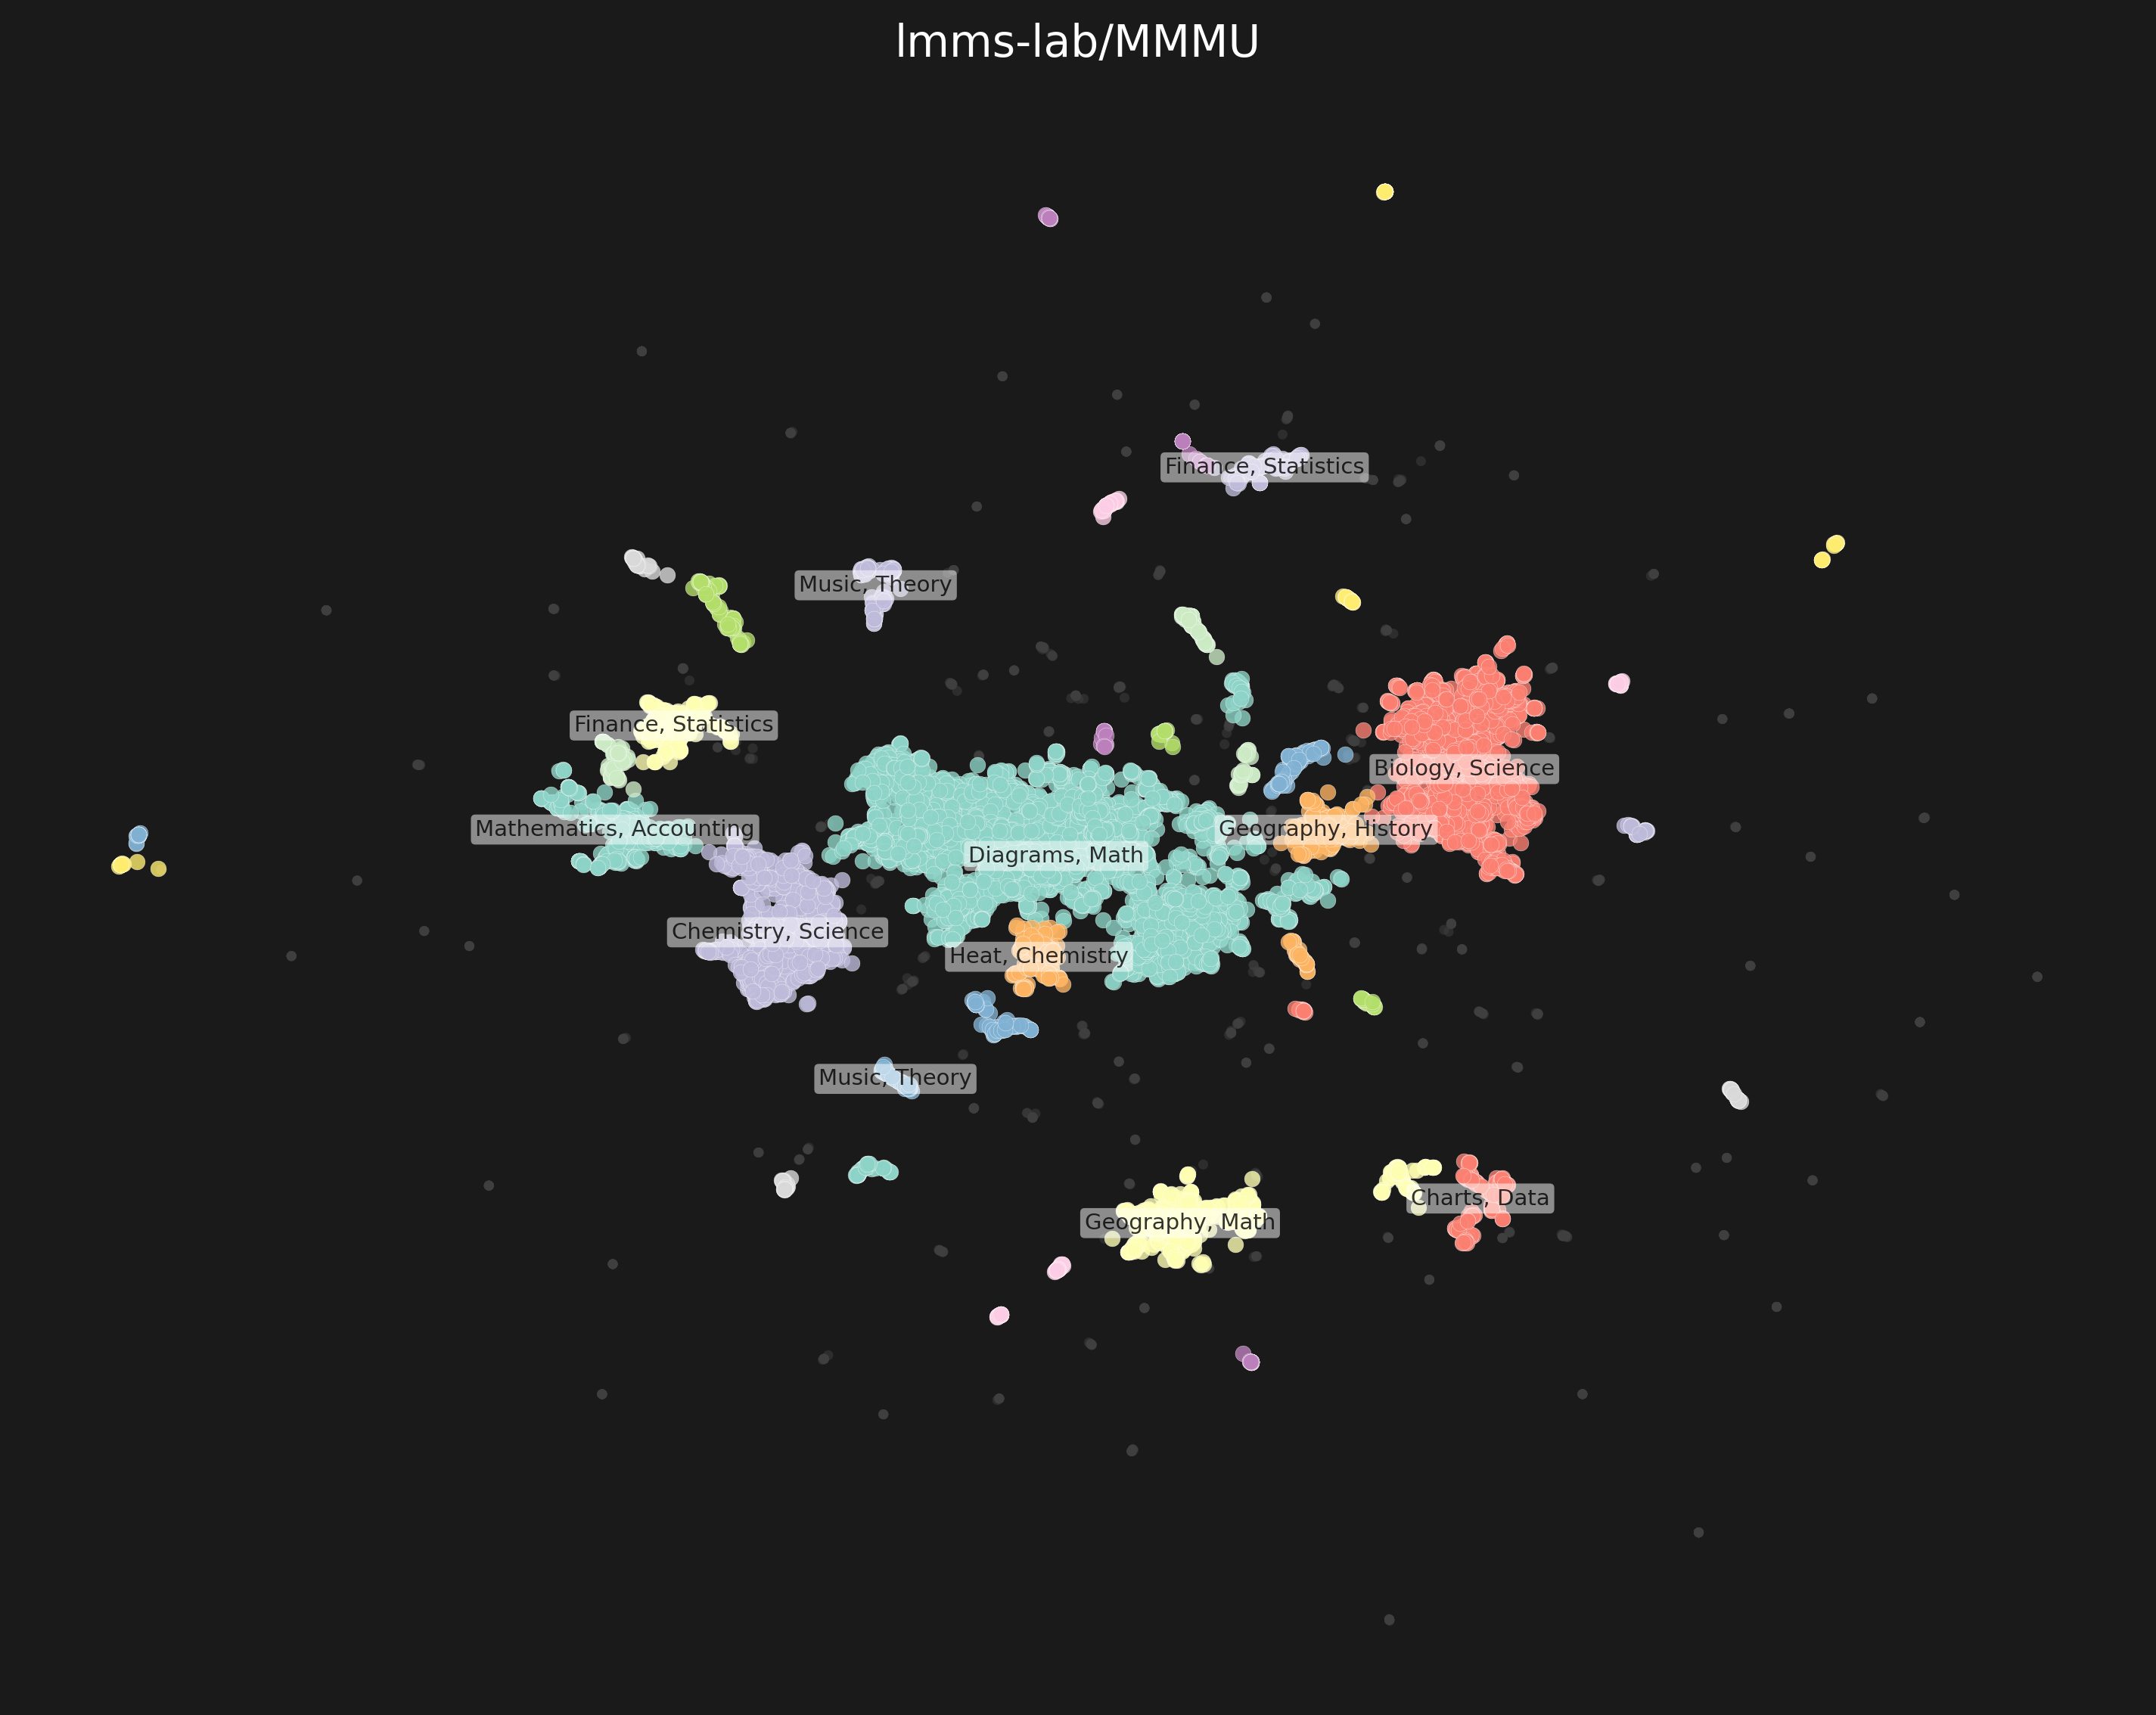 lmms-lab/MMMU
Finance, Statistics
Music, Theory
Finance, Statistics
Biology, Science
Mathematics, Accounting
Geography, History
Diagrams, Math
Chemistry, Science
Heat, Chemistry
Music, Theory
Charts, Data
Geography, Math